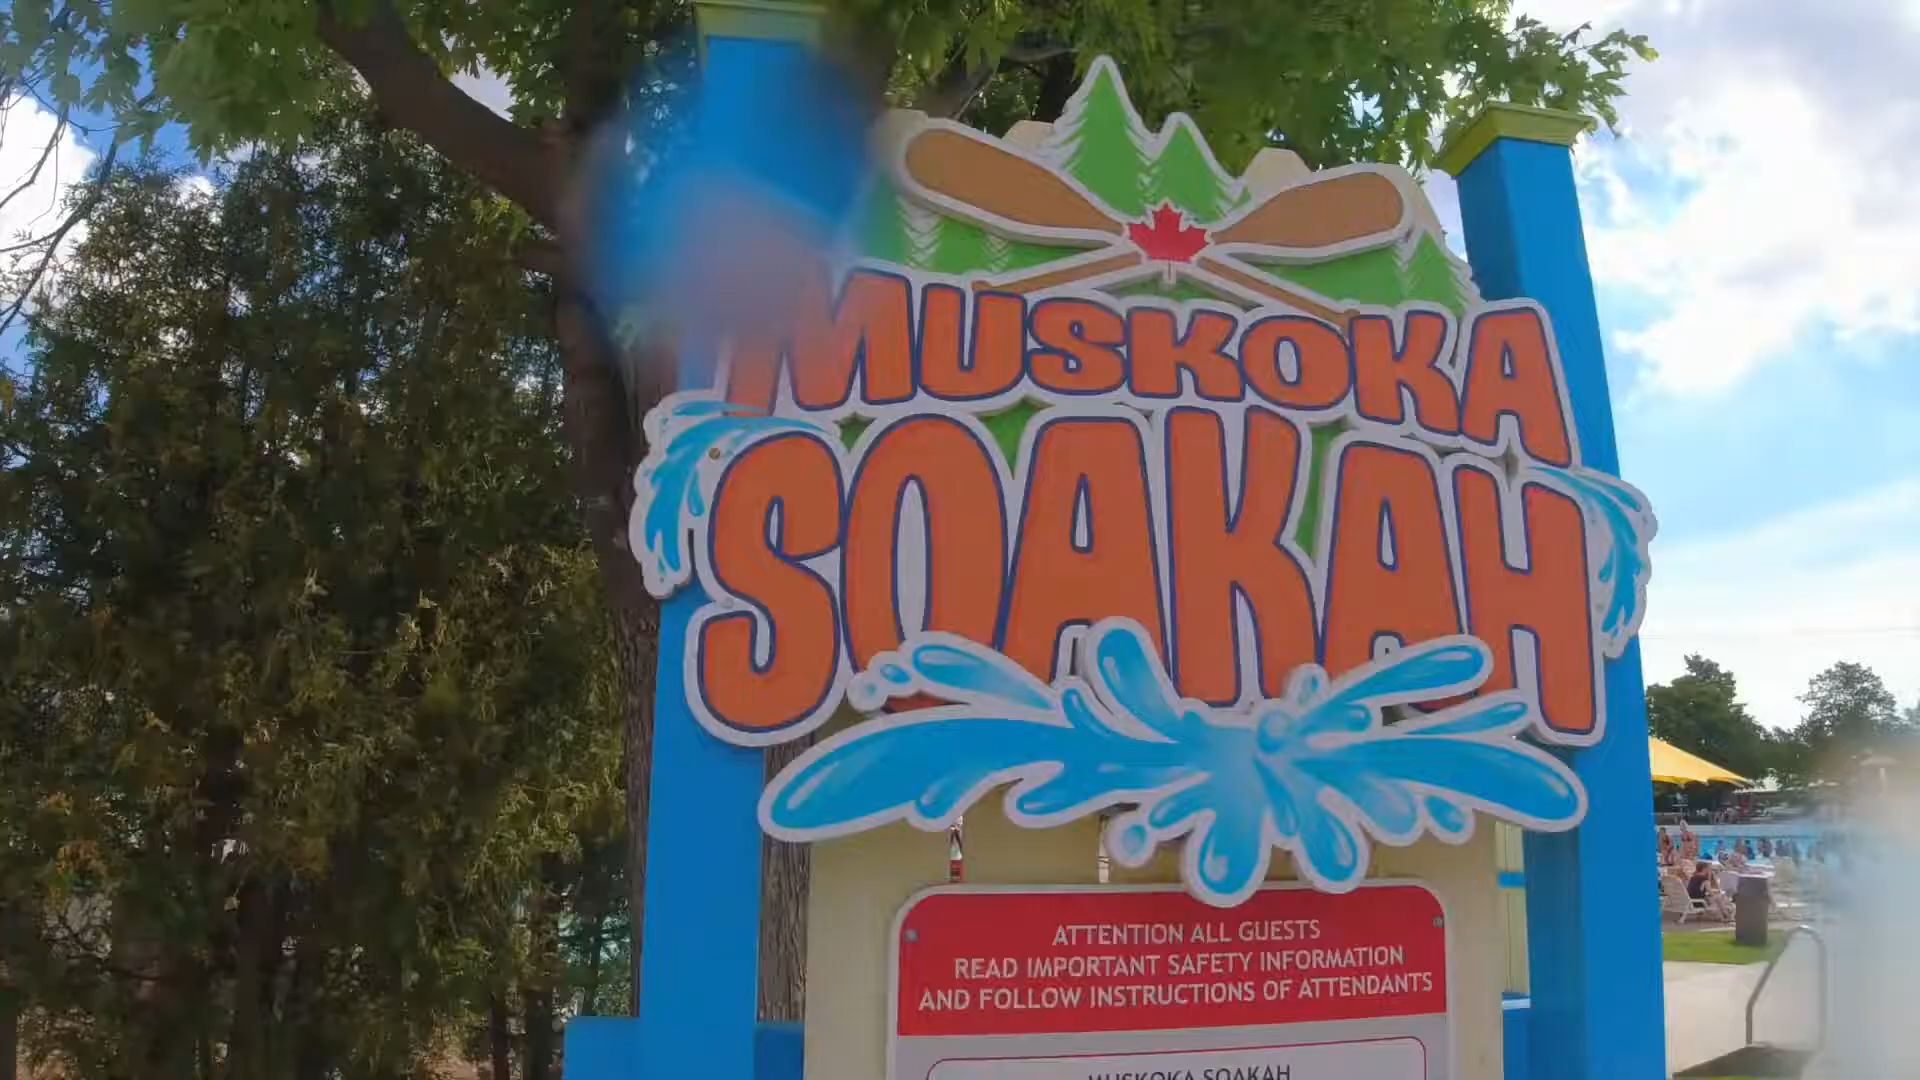 MUSKOKA
SOAKAH
ATTENTION ALL GUESTS
READ IMPORTANT SAFETY INFORMATION
AND FOLLOW INSTRUCTIONS OF ATTENDANTS
MUSKOKA SOAKAH